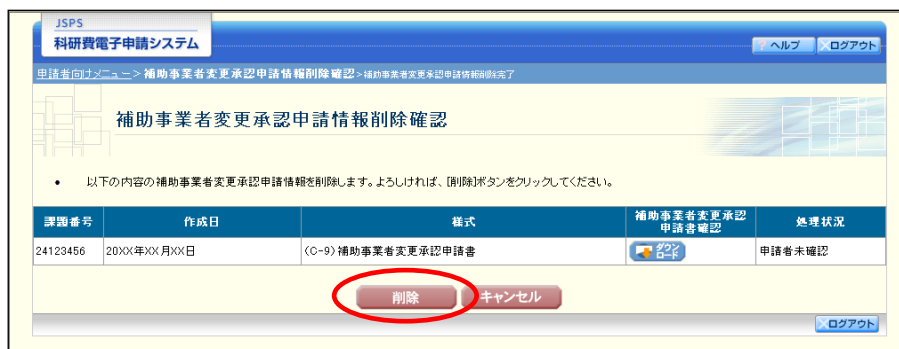 JSPS
科研費電子申請システム
? ヘルプ
ログアウト
申請者向けメニュー>補助事業者変更承認申請情報削除確認>補助事業者変更承認申請情報削除完了
補助事業者変更承認申請情報削除確認
• 以下の内容の補助事業者変更承認申請情報を削除します。よろしければ、[削除]ボタンをクリックしてください。
課題番号 作成日 様式 補助事業者変更承認 処理状況
申請書確認
24123456 20XX年XX月XX日 (C-9)補助事業者変更承認申請書 ダウン 申請者未確認
ロード
削除 キャンセル
ログアウト